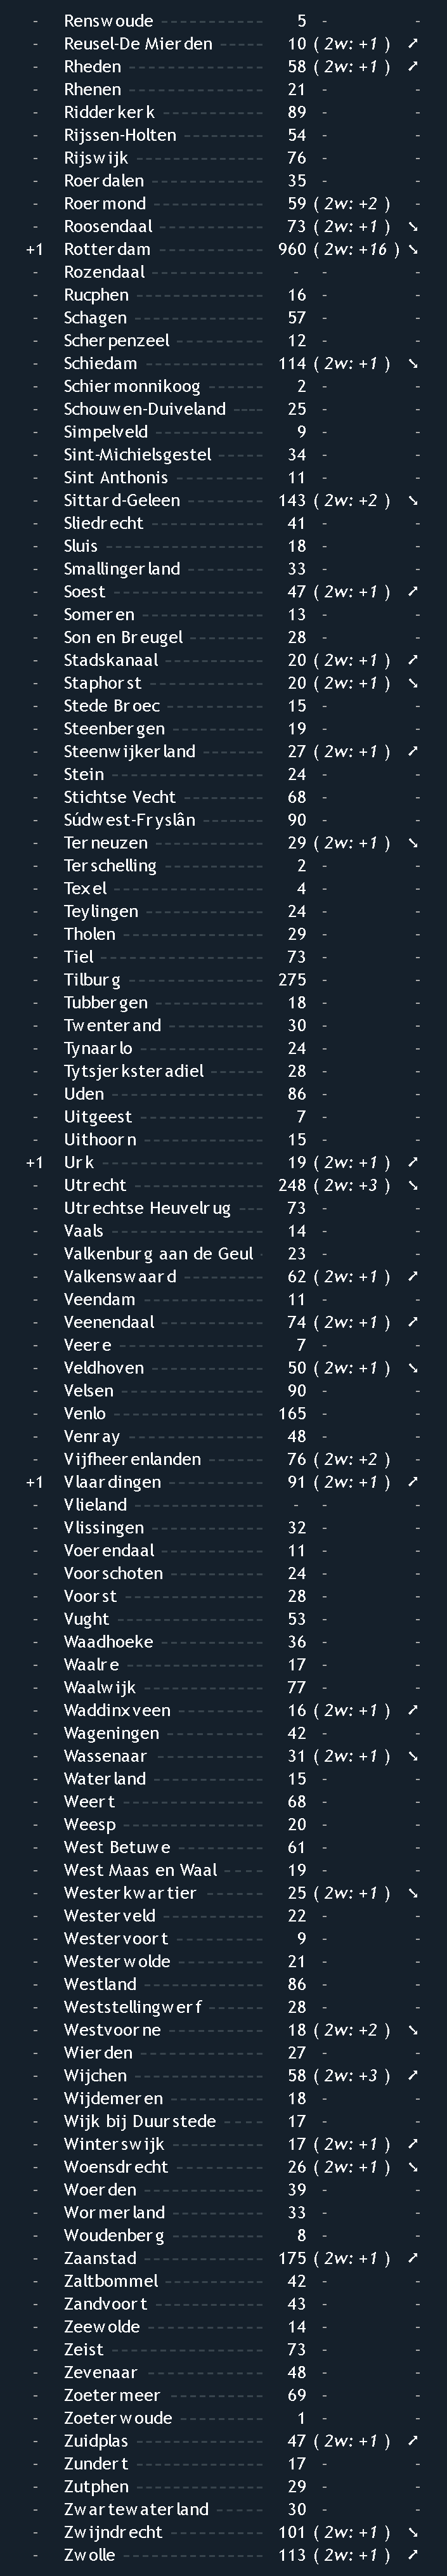 - Renswoude ----------- 5 - -
- Reusel-De Mierden ------ 10 ( 2w: +1 ) ➚
- Rheden -------------- 58 ( 2w: +1 ) ➚
- Rhenen -------------- 21 - -
- Ridderkerk ----------- 89 - -
- Rijssen-Holten --------- 54 - -
- Rijswijk ------------- 76 - -
- Roerdalen ------------ 35 - -
- Roermond ----------- 59 ( 2w: +2 ) -
- Roosendaal ---------- 73 ( 2w: +1 ) ➘
+1 Rotterdam ----------- 960 ( 2w: +16 ) ➘
- Rozendaal ----------- - - -
- Rucphen ------------- 16 - -
- Schagen ------------- 57 - -
- Scherpenzeel --------- 12 - -
- Schiedam ------------ 114 ( 2w: +1 ) ➘
- Schiermonnikoog ------ 2 - -
- Schouwen-Duiveland ---- 25 - -
- Simpelveld ----------- 9 - -
- Sint-Michielsgestel ----- 34 - -
- Sint Anthonis ---------- 11 - -
- Sittard-Geleen --------- 143 ( 2w: +2 ) ➘
- Sliedrecht ------------ 41 - -
- Sluis ---------------- 18 - -
- Smallingerland -------- 33 - -
- Soest --------------- 47 ( 2w: +1 ) ➚
- Someren ------------- 13 - -
- Son en Breugel -------- 28 - -
- Stadskanaal ---------- 20 ( 2w: +1 ) ➚
- Staphorst ------------ 20 ( 2w: +1 ) ➘
- Stede Broec ---------- 15 - -
- Steenbergen ---------- 19 - -
- Steenwijkerland ------- 27 ( 2w: +1 ) ➚
- Stein ---------------- 24 - -
- Stichtse Vecht --------- 68 - -
- Súdwest-Fryslân ------- 90 - -
- Terneuzen ----------- 29 ( 2w: +1 ) ➘
- Terschelling ---------- 2 - -
- Texel --------------- 4 - -
- Teylingen ------------ 24 - -
- Tholen -------------- 29 - -
- Tiel ----------------- 73 - -
- Tilburg -------------- 275 - -
- Tubbergen ----------- 18 - -
- Twenterand ---------- 30 - -
- Tynaarlo ------------- 24 - -
- Tytsjerksteradiel ------ 28 - -
- Uden --------------- 86 - -
- Uitgeest ------------- 7 - -
- Uithoorn ------------- 15 - -
+1 Urk ---------------- 19 ( 2w: +1 ) ➚
- Utrecht -------------- 248 ( 2w: +3 ) ➘
- Utrechtse Heuvelrug --- 73 - -
- Vaals ---------------- 14 - -
- Valkenburg aan de Geul - 23 - -
- Valkenswaard --------- 62 ( 2w: +1 ) ➚
- Veendam ------------ 11 - -
- Veenendaal ---------- 74 ( 2w: +1 ) ➚
- Veere --------------- 7 - -
- Veldhoven ----------- 50 ( 2w: +1 ) ➘
- Velsen -------------- 90 - -
- Venlo --------------- 165 - -
- Venray -------------- 48 - -
- Vijfheerenlanden ------ 76 ( 2w: +2 ) -
+1 Vlaardingen ---------- 91 ( 2w: +1 ) ➚
- Vlieland ------------- - - -
- Vlissingen ------------ 32 - -
- Voerendaal ----------- 11 - -
- Voorschoten ---------- 24 - -
- Voorst -------------- 28 - -
- Vught --------------- 53 - -
- Waadhoeke ---------- 36 - -
- Waalre -------------- 17 - -
- Waalwijk ------------ 77 - -
- Waddinxveen --------- 16 ( 2w: +1 ) ➚
- Wageningen ---------- 42 - -
- Wassenaar ----------- 31 ( 2w: +1 ) ➘
- Waterland ----------- 15 - -
- Weert --------------- 68 - -
- Weesp -------------- 20 - -
- West Betuwe --------- 61 - -
- West Maas en Waal ---- 19 - -
- Westerkwartier ------- 25 ( 2w: +1 ) ➘
- Westerveld ---------- 22 - -
- Westervoort --------- 9 - -
- Westerwolde --------- 21 - -
- Westland ------------ 86 - -
- Weststellingwerf ------ 28 - -
- Westvoorne ---------- 18 ( 2w: +2 ) ➘
- Wierden ------------- 27 - -
- Wijchen ------------- 58 ( 2w: +3 ) ➚
- Wijdemeren ---------- 18 - -
- Wijk bij Duurstede ---- 17 - -
- Winterswijk ---------- 17 ( 2w: +1 ) ➚
- Woensdrecht --------- 26 ( 2w: +1 ) ➘
- Woerden ------------ 39 - -
- Wormerland ---------- 33 - -
- Woudenberg --------- 8 - -
- Zaanstad ------------ 175 ( 2w: +1 ) ➚
- Zaltbommel ---------- 42 - -
- Zandvoort ----------- 43 - -
- Zeewolde ------------ 14 - -
- Zeist ---------------- 73 - -
- Zevenaar ------------ 48 - -
- Zoetermeer ---------- 69 - -
- Zoeterwoude --------- 1 - -
- Zuidplas ------------- 47 ( 2w: +1 ) ➚
- Zundert ------------- 17 - -
- Zutphen ------------- 29 - -
- Zwartewaterland ------ 30 - -
- Zwijndrecht ---------- 101 ( 2w: +1 ) ➘
- Zwolle -------------- 113 ( 2w: +1 ) ➚